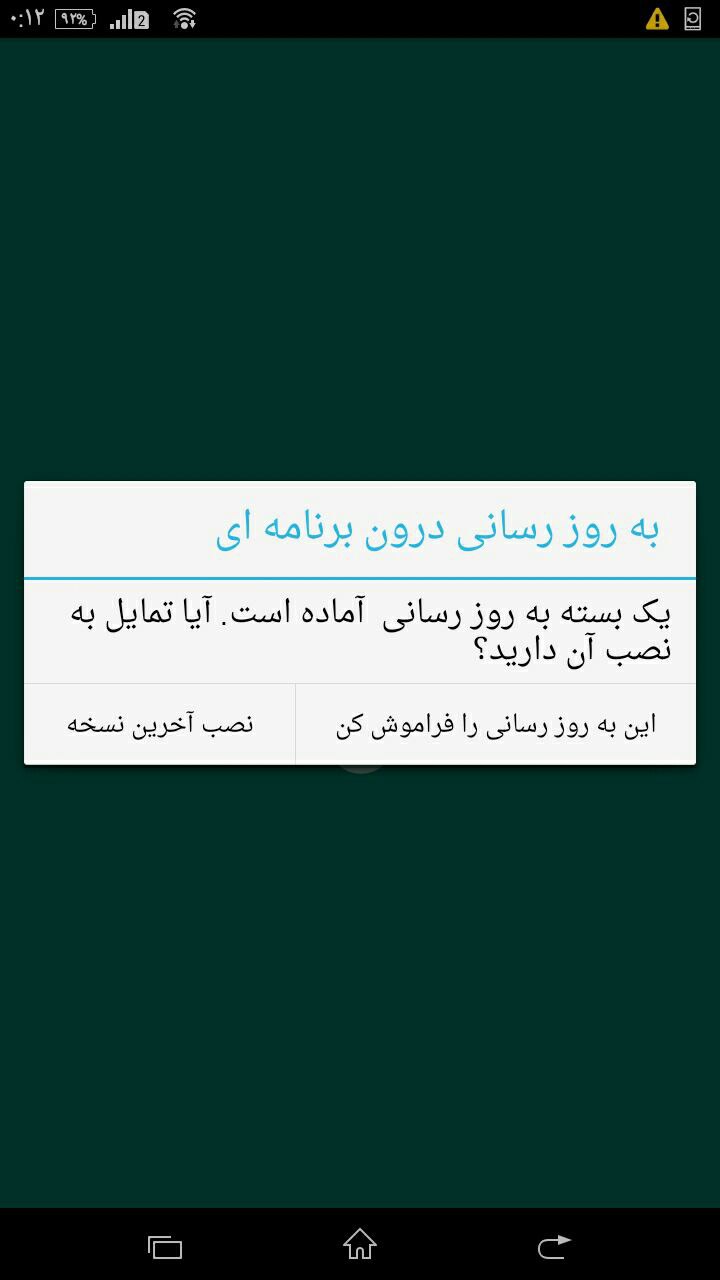 ۰:۱۲ ۹۲% 2
به روز رسانی درون برنامه ای
یک بسته به روز رسانی  آماده است. آیا تمایل به
نصب آن دارید؟
این به روز رسانی را فراموش کن
نصب آخرین نسخه